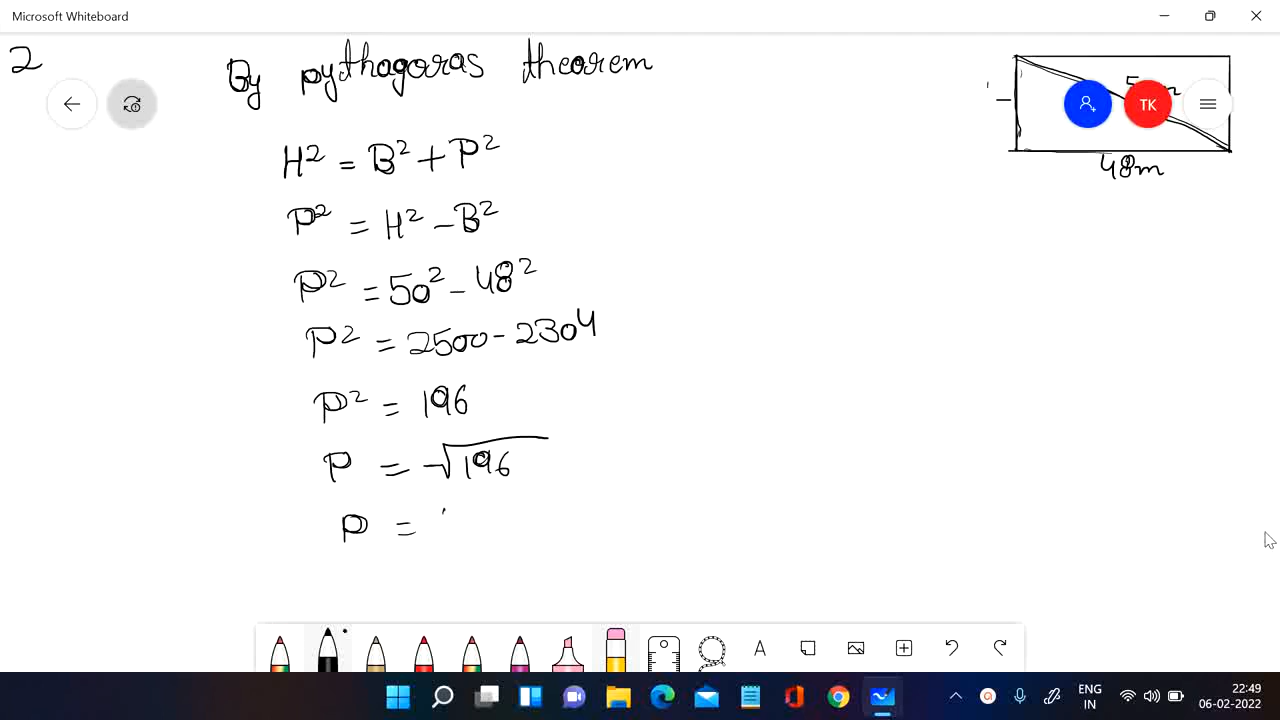 Microsoft Whiteboard
2
By pythagoras theorem
TK
48m
H² = B² + P²
P² = H² - B²
P² = 50² - 48²
P² = 2500 - 2304
P² = 196
P = √196
P =
A
ENG
IN
22:49
06-02-2022